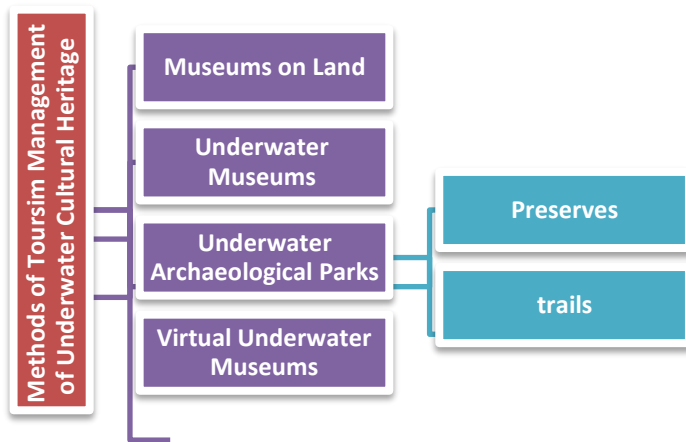 Methods of Toursim Management
of Underwater Cultural Heritage
Museums on Land
Underwater
Museums
Underwater
Archaeological Parks
Virtual Underwater
Museums
Preserves
trails